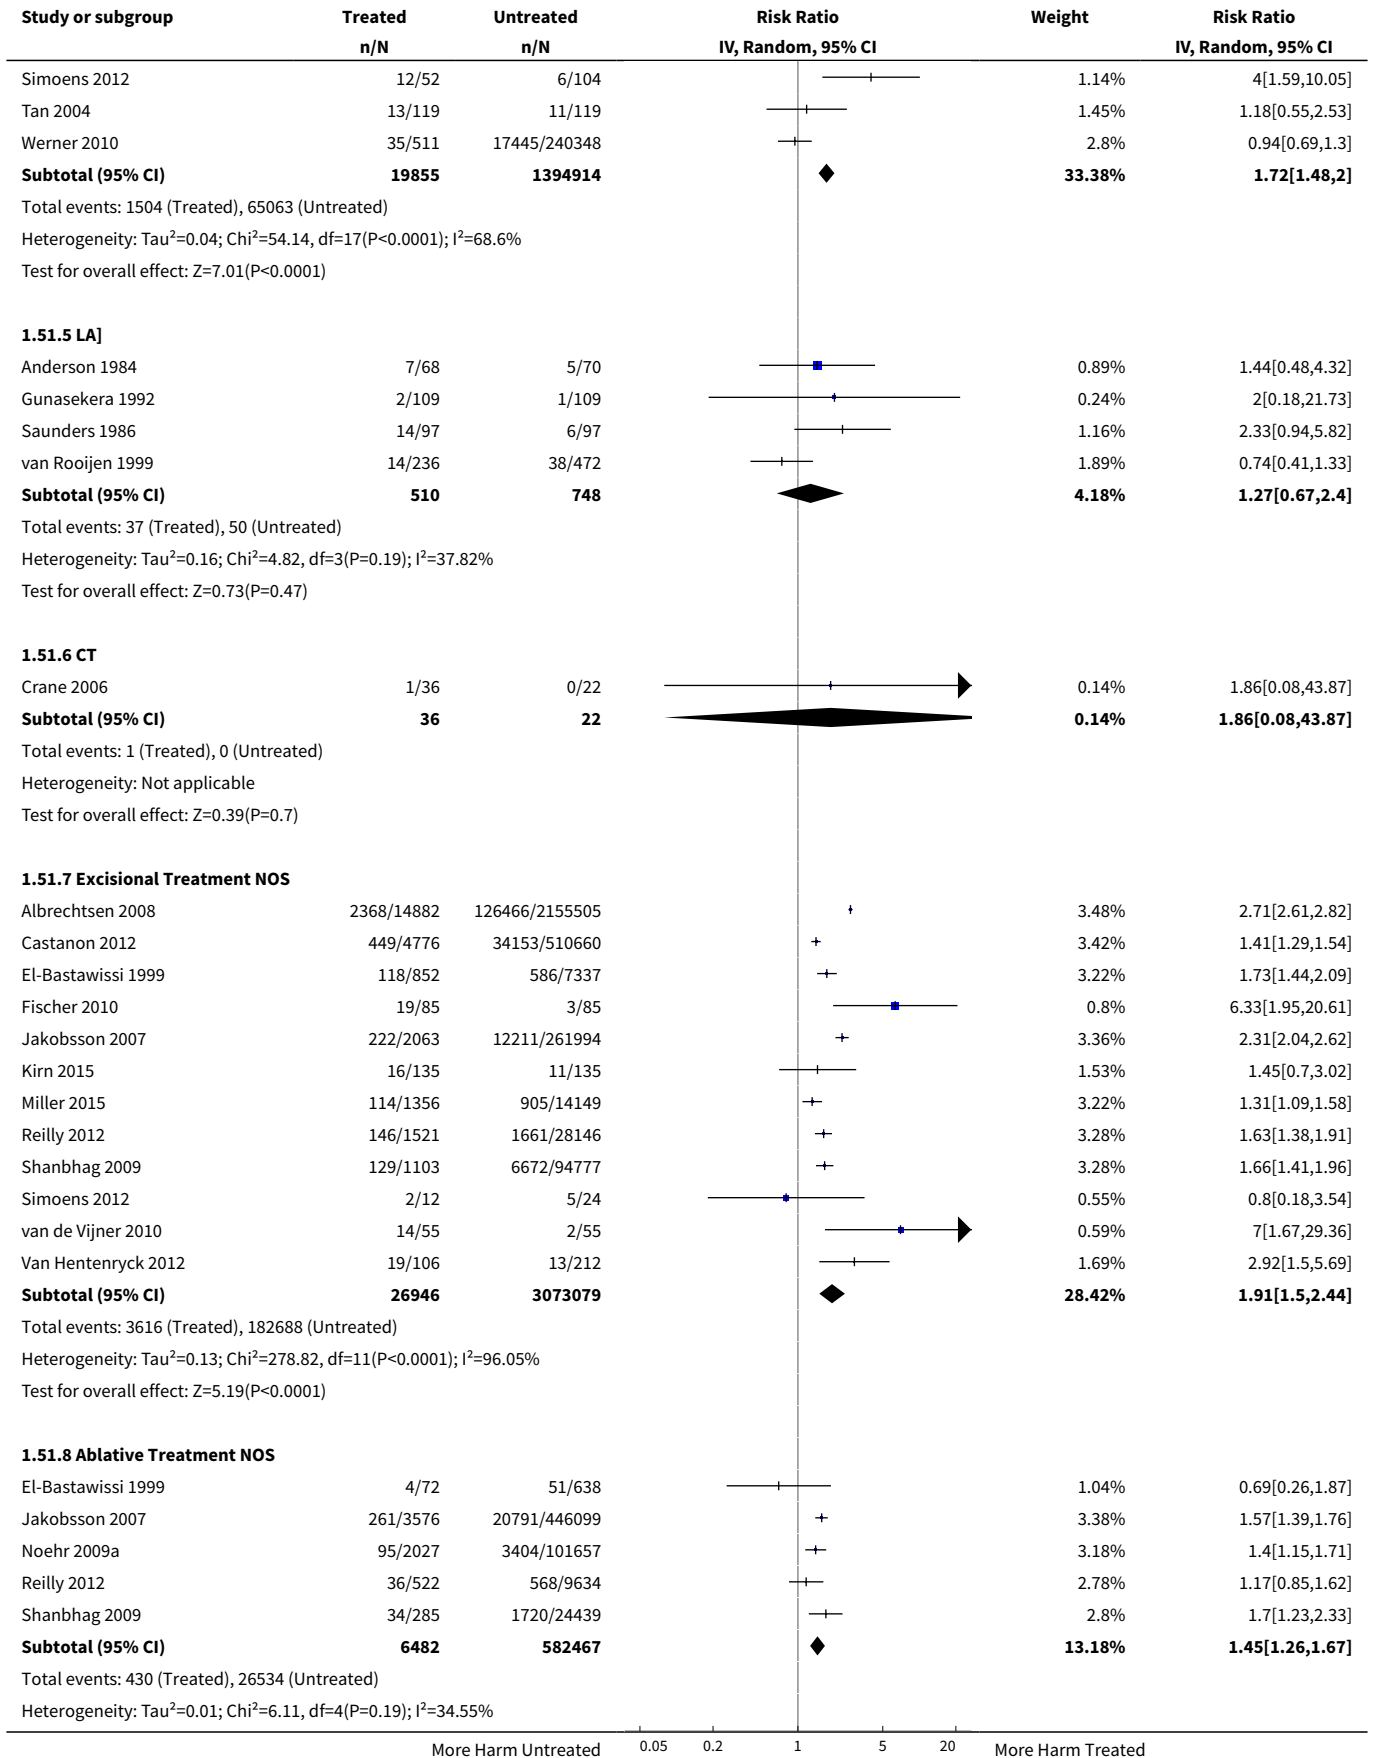 Study or subgroup Treated Untreated Risk Ratio Weight Risk Ratio
n/N n/N IV, Random, 95% CI IV, Random, 95% CI
Simoens 2012 12/52 6/104 1.14% 4[1.59,10.05]
Tan 2004 13/119 11/119 1.45% 1.18[0.55,2.53]
Werner 2010 35/511 17445/240348 2.8% 0.94[0.69,1.3]
Subtotal (95% CI) 19855 1394914 33.38% 1.72[1.48,2]
Total events: 1504 (Treated), 65063 (Untreated)
Heterogeneity: Tau²=0.04; Chi²=54.14, df=17(P<0.0001); I²=68.6%
Test for overall effect: Z=7.01(P<0.0001)
1.51.5 LA]
Anderson 1984 7/68 5/70 0.89% 1.44[0.48,4.32]
Gunasekera 1992 2/109 1/109 0.24% 2[0.18,21.73]
Saunders 1986 14/97 6/97 1.16% 2.33[0.94,5.82]
van Rooijen 1999 14/236 38/472 1.89% 0.74[0.41,1.33]
Subtotal (95% CI) 510 748 4.18% 1.27[0.67,2.4]
Total events: 37 (Treated), 50 (Untreated)
Heterogeneity: Tau²=0.16; Chi²=4.82, df=3(P=0.19); I²=37.82%
Test for overall effect: Z=0.73(P=0.47)
1.51.6 CT
Crane 2006 1/36 0/22 0.14% 1.86[0.08,43.87]
Subtotal (95% CI) 36 22 0.14% 1.86[0.08,43.87]
Total events: 1 (Treated), 0 (Untreated)
Heterogeneity: Not applicable
Test for overall effect: Z=0.39(P=0.7)
1.51.7 Excisional Treatment NOS
Albrechtsen 2008 2368/14882 126466/2155505 3.48% 2.71[2.61,2.82]
Castanon 2012 449/4776 34153/510660 3.42% 1.41[1.29,1.54]
El-Bastawissi 1999 118/852 586/7337 3.22% 1.73[1.44,2.09]
Fischer 2010 19/85 3/85 0.8% 6.33[1.95,20.61]
Jakobsson 2007 222/2063 12211/261994 3.36% 2.31[2.04,2.62]
Kirn 2015 16/135 11/135 1.53% 1.45[0.7,3.02]
Miller 2015 114/1356 905/14149 3.22% 1.31[1.09,1.58]
Reilly 2012 146/1521 1661/28146 3.28% 1.63[1.38,1.91]
Shanbhag 2009 129/1103 6672/94777 3.28% 1.66[1.41,1.96]
Simoens 2012 2/12 5/24 0.55% 0.8[0.18,3.54]
van de Vijner 2010 14/55 2/55 0.59% 7[1.67,29.36]
Van Hentenryck 2012 19/106 13/212 1.69% 2.92[1.5,5.69]
Subtotal (95% CI) 26946 3073079 28.42% 1.91[1.5,2.44]
Total events: 3616 (Treated), 182688 (Untreated)
Heterogeneity: Tau²=0.13; Chi²=278.82, df=11(P<0.0001); I²=96.05%
Test for overall effect: Z=5.19(P<0.0001)
1.51.8 Ablative Treatment NOS
El-Bastawissi 1999 4/72 51/638 1.04% 0.69[0.26,1.87]
Jakobsson 2007 261/3576 20791/446099 3.38% 1.57[1.39,1.76]
Noehr 2009a 95/2027 3404/101657 3.18% 1.4[1.15,1.71]
Reilly 2012 36/522 568/9634 2.78% 1.17[0.85,1.62]
Shanbhag 2009 34/285 1720/24439 2.8% 1.7[1.23,2.33]
Subtotal (95% CI) 6482 582467 13.18% 1.45[1.26,1.67]
Total events: 430 (Treated), 26534 (Untreated)
Heterogeneity: Tau²=0.01; Chi²=6.11, df=4(P=0.19); I²=34.55%
More Harm Untreated 0.05 0.2 1 5 20 More Harm Treated